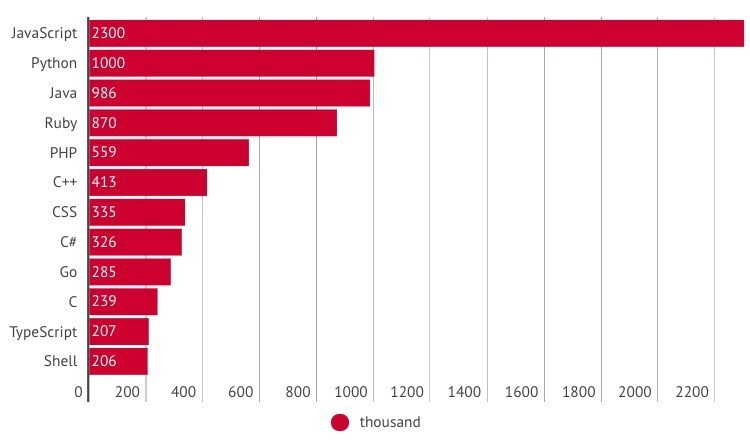 JavaScript 2300
Python 1000
Java 986
Ruby 870
PHP 559
C++ 413
CSS 335
C# 326
Go 285
C 239
TypeScript 207
Shell 206
0 200 400 600 800 1000 1200 1400 1600 1800 2000 2200
thousand